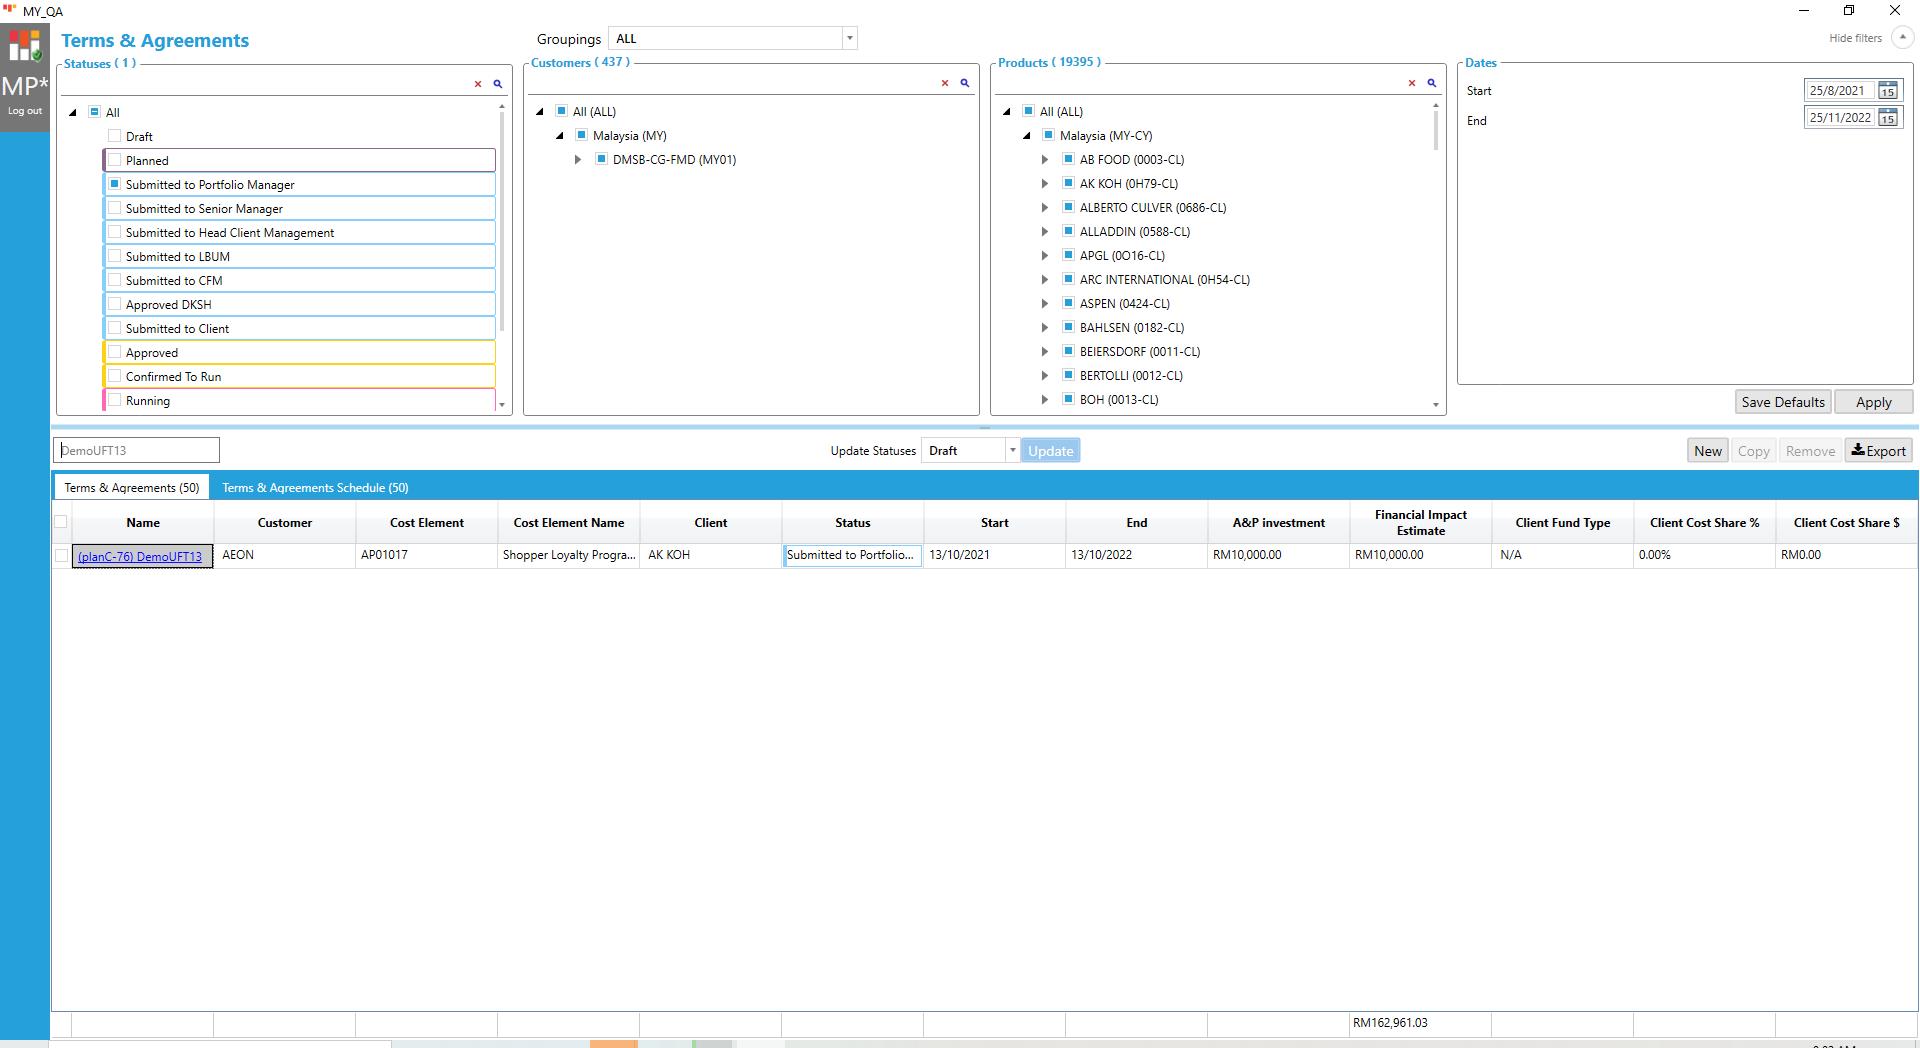 MY_QA
MP*
Log out
Terms & Agreements
Groupings
ALL
Hide filters
Statuses ( 1 )
All
Draft
Planned
Submitted to Portfolio Manager
Submitted to Senior Manager
Submitted to Head Client Management
Submitted to LBUM
Submitted to CFM
Approved DKSH
Submitted to Client
Approved
Confirmed To Run
Running
Customers ( 437 )
All (ALL)
Malaysia (MY)
DMSB-CG-FMD (MY01)
Products ( 19395 )
All (ALL)
Malaysia (MY-CY)
AB FOOD (0003-CL)
AK KOH (0H79-CL)
ALBERTO CULVER (0686-CL)
ALLADDIN (0588-CL)
APGL (0O16-CL)
ARC INTERNATIONAL (0H54-CL)
ASPEN (0424-CL)
BAHLSEN (0182-CL)
BEIERSDORF (0011-CL)
BERTOLLI (0012-CL)
BOH (0013-CL)
Dates
Start
25/8/2021
15
End
25/11/2022
15
Save Defaults
Apply
DemoUFT13
Update Statuses
Draft
Update
New
Copy
Remove
Export
Terms & Agreements (50)
Terms & Agreements Schedule (50)
Name
Customer
Cost Element
Cost Element Name
Client
Status
Start
End
A&P investment
Financial Impact
Estimate
Client Fund Type
Client Cost Share %
Client Cost Share $
(planC-76) DemoUFT13
AEON
AP01017
Shopper Loyalty Progra...
AK KOH
Submitted to Portfolio...
13/10/2021
13/10/2022
RM10,000.00
RM10,000.00
N/A
0.00%
RM0.00
RM162,961.03